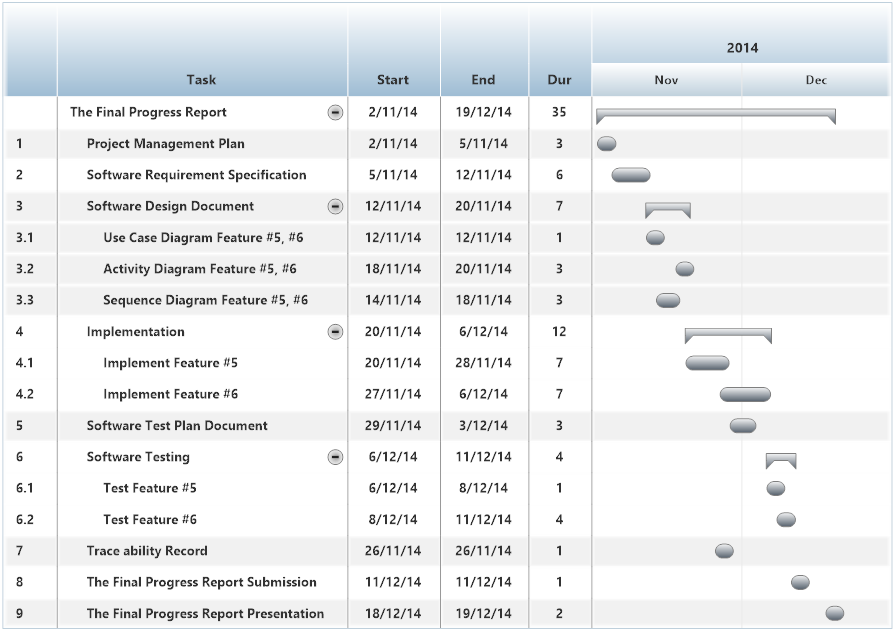 2014
Task Start End Dur Nov Dec
The Final Progress Report 2/11/14 19/12/14 35
1 Project Management Plan 2/11/14 5/11/14 3
2 Software Requirement Specification 5/11/14 12/11/14 6
3 Software Design Document 12/11/14 20/11/14 7
3.1 Use Case Diagram Feature #5, #6 12/11/14 12/11/14 1
3.2 Activity Diagram Feature #5, #6 18/11/14 20/11/14 3
3.3 Sequence Diagram Feature #5, #6 14/11/14 18/11/14 3
4 Implementation 20/11/14 6/12/14 12
4.1 Implement Feature #5 20/11/14 28/11/14 7
4.2 Implement Feature #6 27/11/14 6/12/14 7
5 Software Test Plan Document 29/11/14 3/12/14 3
6 Software Testing 6/12/14 11/12/14 4
6.1 Test Feature #5 6/12/14 8/12/14 1
6.2 Test Feature #6 8/12/14 11/12/14 4
7 Trace ability Record 26/11/14 26/11/14 1
8 The Final Progress Report Submission 11/12/14 11/12/14 1
9 The Final Progress Report Presentation 18/12/14 19/12/14 2